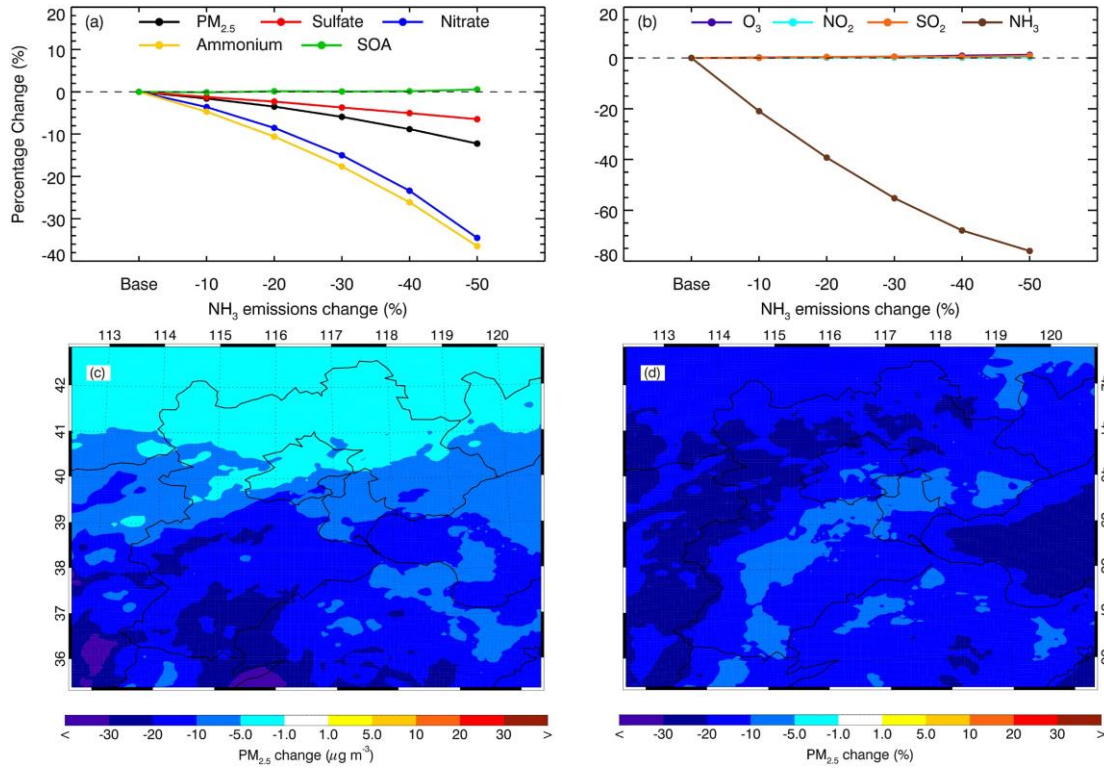 (a) PM2.5 Sulfate Nitrate
Ammonium SOA
20
10
0
-10
-20
-30
-40
Percentage Change (%)
Base -10 -20 -30 -40 -50
NH3 emissions change (%)
(b) O3 NO2 SO2 NH3
20
0
-20
-40
-60
-80
Base -10 -20 -30 -40 -50
NH3 emissions change (%)
113 114 115 116 117 118 119 120
(c)
42
41
40
39
38
37
36
< -30 -20 -10 -5.0 -1.0 1.0 5.0 10 20 30 >
PM2.5 change (μg m-3)
113 114 115 116 117 118 119 120
(d)
< -30 -20 -10 -5.0 -1.0 1.0 5.0 10 20 30 >
PM2.5 change (%)